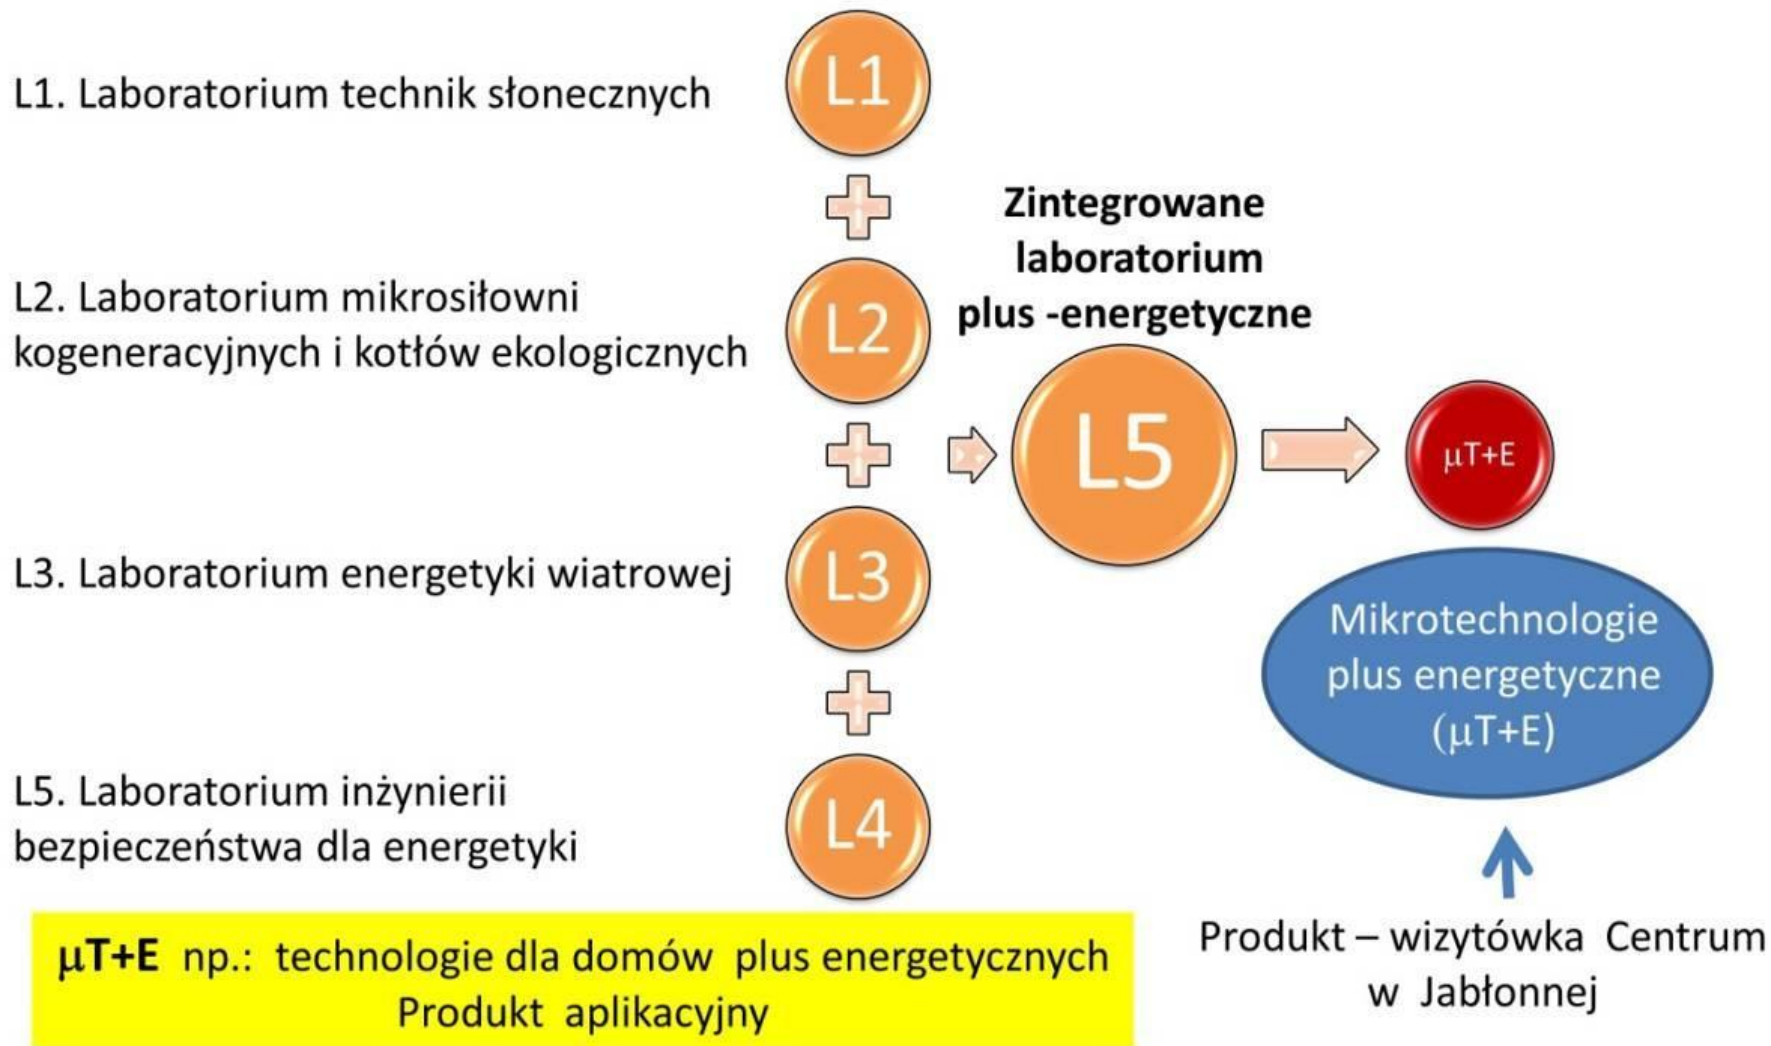 L1. Laboratorium technik słonecznych
L1
Zintegrowane
laboratorium
plus -energetyczne
L2. Laboratorium mikrosiłowni
kogeneracyjnych i kotłów ekologicznych
L2
L5
μT+E
L3. Laboratorium energetyki wiatrowej
L3
Mikrotechnologie
plus energetyczne
(μT+E)
L5. Laboratorium inżynierii
bezpieczeństwa dla energetyki
L4
μT+E np.: technologie dla domów plus energetycznych
Produkt aplikacyjny
Produkt – wizytówka Centrum
w Jabłonnej